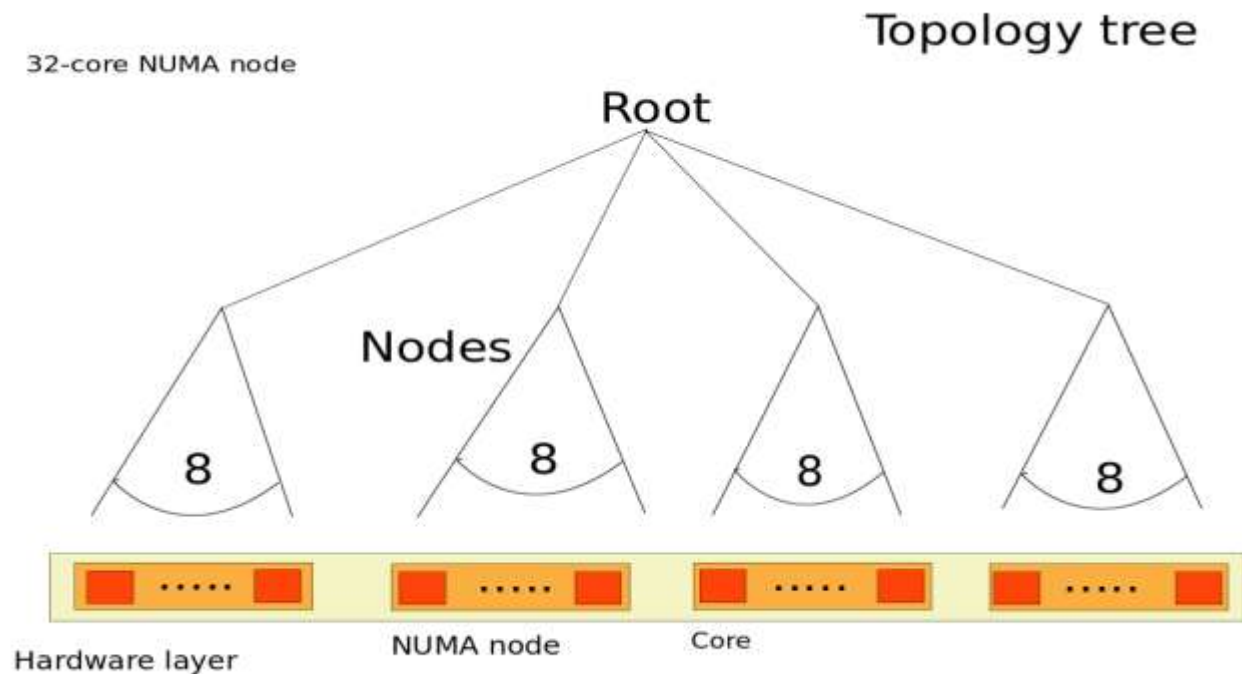 Topology tree
32-core NUMA node
Root
Nodes
8
8
8
8
NUMA node
Core
Hardware layer